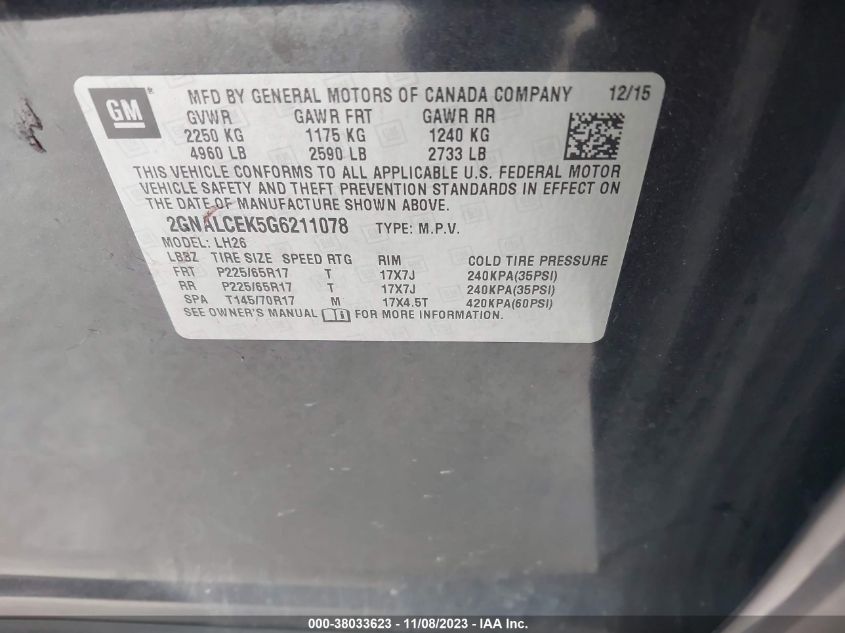 GM
MFD BY GENERAL MOTORS OF CANADA COMPANY 12/15
GVWR GAWR FRT GAWR RR
2250 KG 1175 KG 1240 KG
4960 LB 2590 LB 2733 LB
THIS VEHICLE CONFORMS TO ALL APPLICABLE U.S. FEDERAL MOTOR
VEHICLE SAFETY AND THEFT PREVENTION STANDARDS IN EFFECT ON
THE DATE OF MANUFACTURE SHOWN ABOVE.
2GNALCEK5G6211078 TYPE: M.P.V.
MODEL: LH26
LBBZ TIRE SIZE SPEED RTG RIM COLD TIRE PRESSURE
FRT P225/65R17 T 17X7J 240KPA(35PSI)
RR P225/65R17 T 17X7J 240KPA(35PSI)
SPA T145/70R17 M 17X4.5T 420KPA(60PSI)
SEE OWNER'S MANUAL FOR MORE INFORMATION.
000-38033623 - 11/08/2023 - IAA Inc.